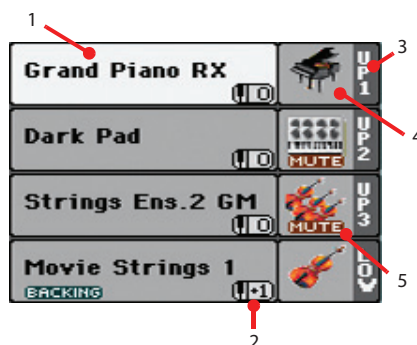 1
3
Grand Piano RX
0
UP1
4
Dark Pad
0
MUTE
UP2
Strings Ens.2 GM
0
MUTE
UP3
Movie Strings 1
BACKING
+1
LOW
5
2